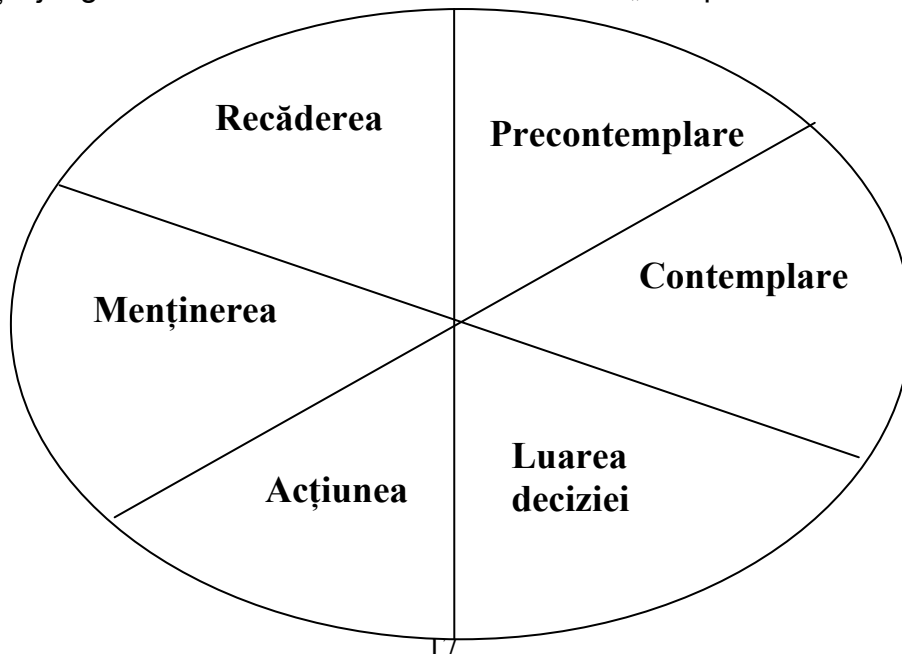 Recăderea
Precontemplare
Contemplare
Menținerea
Luarea
deciziei
Acțiunea